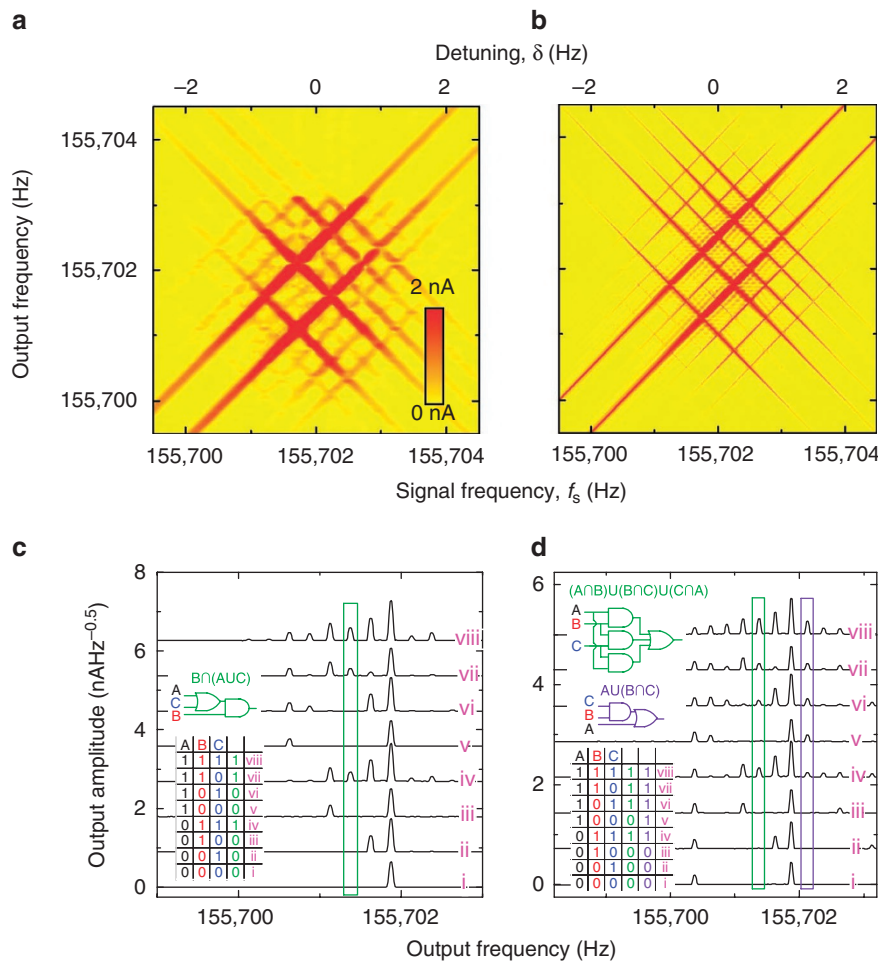 a
b
Detuning, δ (Hz)
−2 0 2
−2 0 2
Output frequency (Hz)
155,704
155,702
155,700
2 nA
0 nA
155,700 155,702 155,704
155,700 155,702 155,704
Signal frequency, fs (Hz)
c
Output amplitude (nAHz−0.5)
8
6
4
2
0
B∩(AUC)
A
C
B
A B C
1 1 1 1 viii
1 1 0 1 vii
1 0 1 0 vi
1 0 0 0 v
0 1 1 1 iv
0 1 0 0 iii
0 0 1 0 ii
0 0 0 0 i
viii
vii
vi
v
iv
iii
ii
i
155,700 155,702
d
6
4
2
0
(A∩B)U(B∩C)U(C∩A)
A
B
C
AU(B∩C)
C
B
A
A B C
1 1 1 1 1 viii
1 1 0 1 1 vii
1 0 1 1 1 vi
1 0 0 0 1 v
0 1 1 1 1 iv
0 1 0 0 0 iii
0 0 1 0 0 ii
0 0 0 0 0 i
viii
vii
vi
v
iv
iii
ii
i
155,700 155,702
Output frequency (Hz)